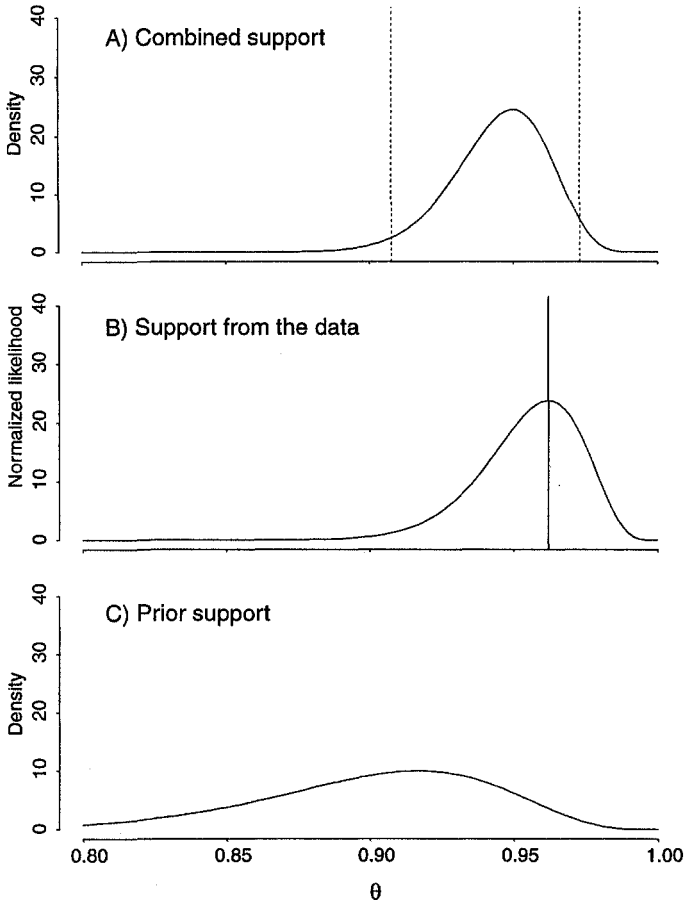 A) Combined support
Density
40
30
20
10
0
B) Support from the data
Normalized likelihood
40
30
20
10
0
C) Prior support
Density
40
30
20
10
0
0.80 0.85 0.90 0.95 1.00
θ